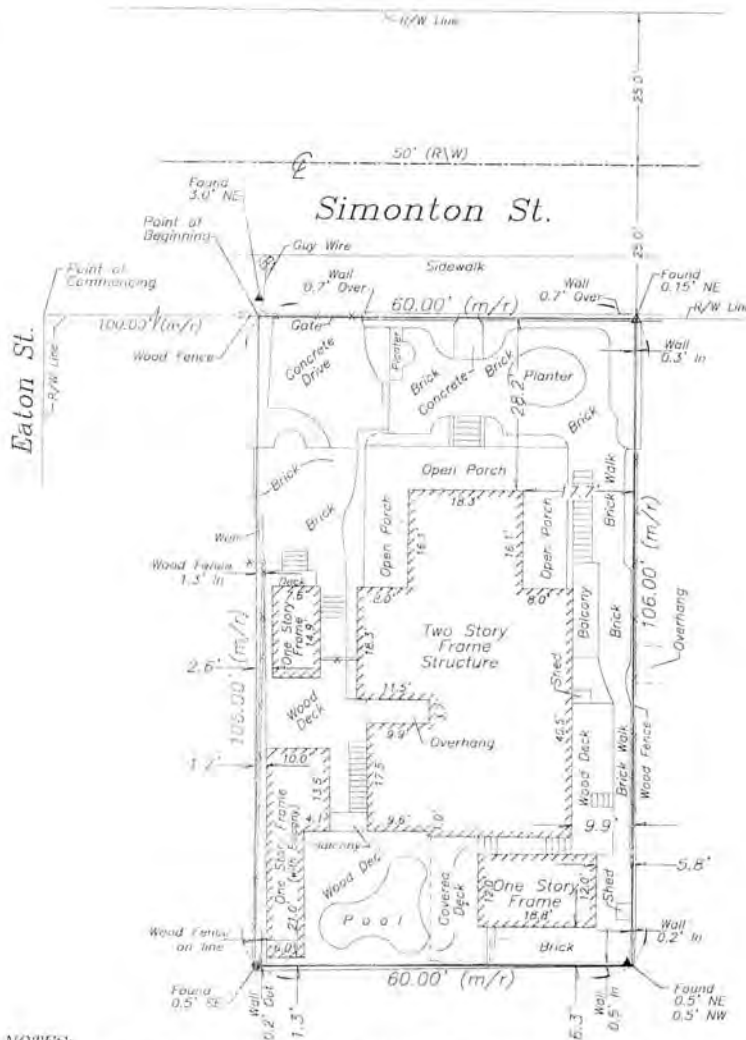 R/W Line
25.0'
50' (R\W)
Found
3.0' NE
Simonton St.
25.0'
Point of
Beginning
Guy Wire
Sidewalk
Point of
Commencing
Wall
0.7' Over
60.00' (m/r)
Wall
0.7' Over
Found
0.15' NE
R/W Line
100.00' (m/r)
Eaton St.
R/W Line
Wood Fence
Gate
Concrete
Drive
Planter
Brick
Concrete
Brick
28.2'
Planter
Wall
0.3' In
Brick
Open Porch
17.7'
Brick
Brick
18.3'
Brick Walk
Wall
Open Porch
16.1'
16.1'
Open Porch
106.00' (m/r)
Wood Fence
1.3' In
Deck
7.6'
2.0'
8.0'
Balcony
Brick
Overhang
One Story
Frame
14.9'
18.3'
Two Story
Frame
Structure
2.6'
106.00' (m/r)
Shed
Wood
Deck
11.5'
9.9'
Overhang
40.5'
Wood Deck
Brick Walk
Wood Fence
10.0'
13.5'
17.5'
4.1'
9.6'
9.9'
Balcony
One Story Frame
21.0'
Wood Deck
Pool
Covered
Deck
12.0'
One Story
Frame
18.8'
12.0'
Shed
5.8'
Wood Fence
on line
6.0'
Brick
Wall
0.2' In
Found
0.5' SE
Wall
0.2' Out
1.3'
60.00' (m/r)
6.3'
Wall
0.5' In
Found
0.5' NE
0.5' NW